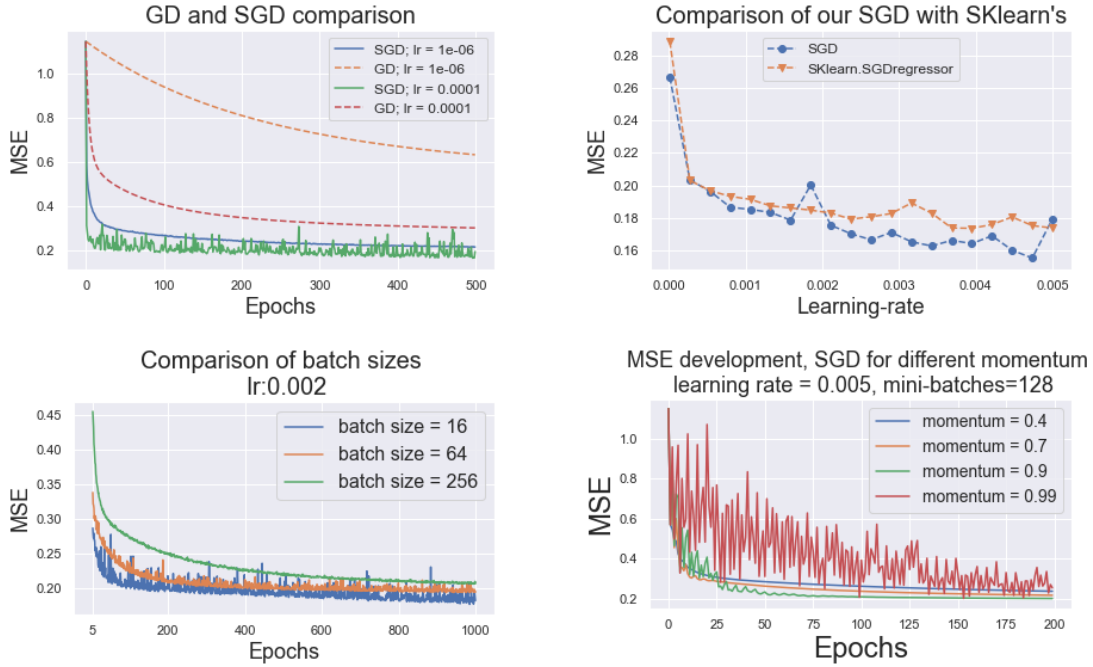 GD and SGD comparison
SGD; lr = 1e-06
GD; lr = 1e-06
SGD; lr = 0.0001
GD; lr = 0.0001
1.0
0.8
0.6
0.4
0.2
MSE
0 100 200 300 400 500
Epochs
Comparison of our SGD with SKlearn's
SGD
SKlearn.SGDregressor
0.28
0.26
0.24
0.22
0.20
0.18
0.16
MSE
0.000 0.001 0.002 0.003 0.004 0.005
Learning-rate
Comparison of batch sizes
lr:0.002
batch size = 16
batch size = 64
batch size = 256
0.45
0.40
0.35
0.30
0.25
0.20
MSE
5 200 400 600 800 1000
Epochs
MSE development, SGD for different momentum
learning rate = 0.005, mini-batches=128
momentum = 0.4
momentum = 0.7
momentum = 0.9
momentum = 0.99
1.0
0.8
0.6
0.4
0.2
MSE
0 25 50 75 100 125 150 175 200
Epochs